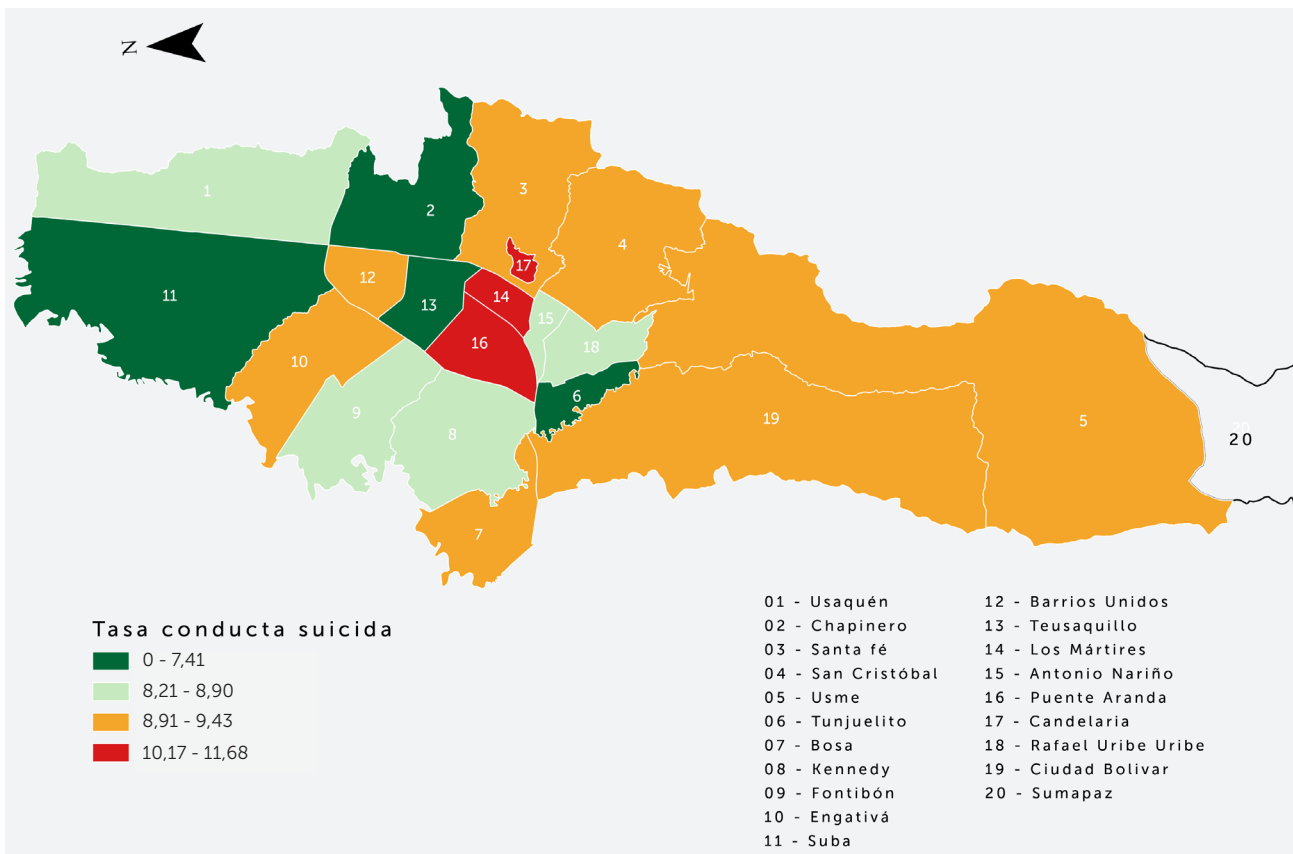 N
1
2
3
4
11
12
13
17
14
15
16
18
10
9
8
6
19
5
20
20
7
Tasa conducta suicida
0 - 7,41
8,21 - 8,90
8,91 - 9,43
10,17 - 11,68
01 - Usaquén
02 - Chapinero
03 - Santa fé
04 - San Cristóbal
05 - Usme
06 - Tunjuelito
07 - Bosa
08 - Kennedy
09 - Fontibón
10 - Engativá
11 - Suba
12 - Barrios Unidos
13 - Teusaquillo
14 - Los Mártires
15 - Antonio Nariño
16 - Puente Aranda
17 - Candelaria
18 - Rafael Uribe Uribe
19 - Ciudad Bolivar
20 - Sumapaz